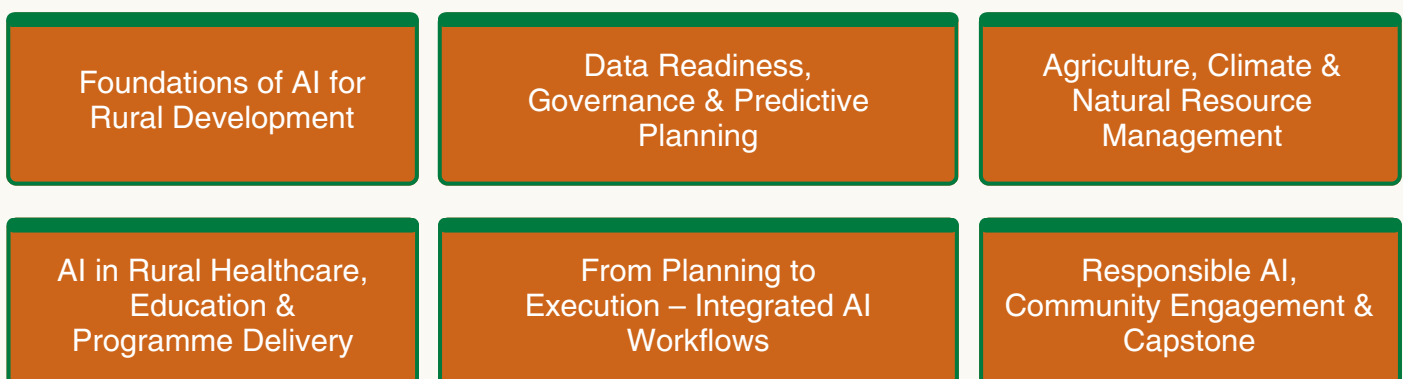 Foundations of AI for
Rural Development
Data Readiness,
Governance & Predictive
Planning
Agriculture, Climate &
Natural Resource
Management
AI in Rural Healthcare,
Education &
Programme Delivery
From Planning to
Execution – Integrated AI
Workflows
Responsible AI,
Community Engagement &
Capstone